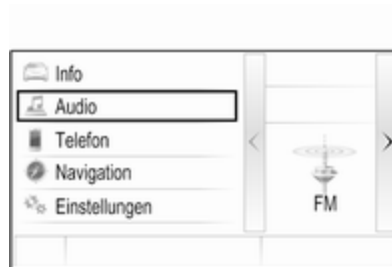 Info
Audio
Telefon
Navigation
Einstellungen
FM